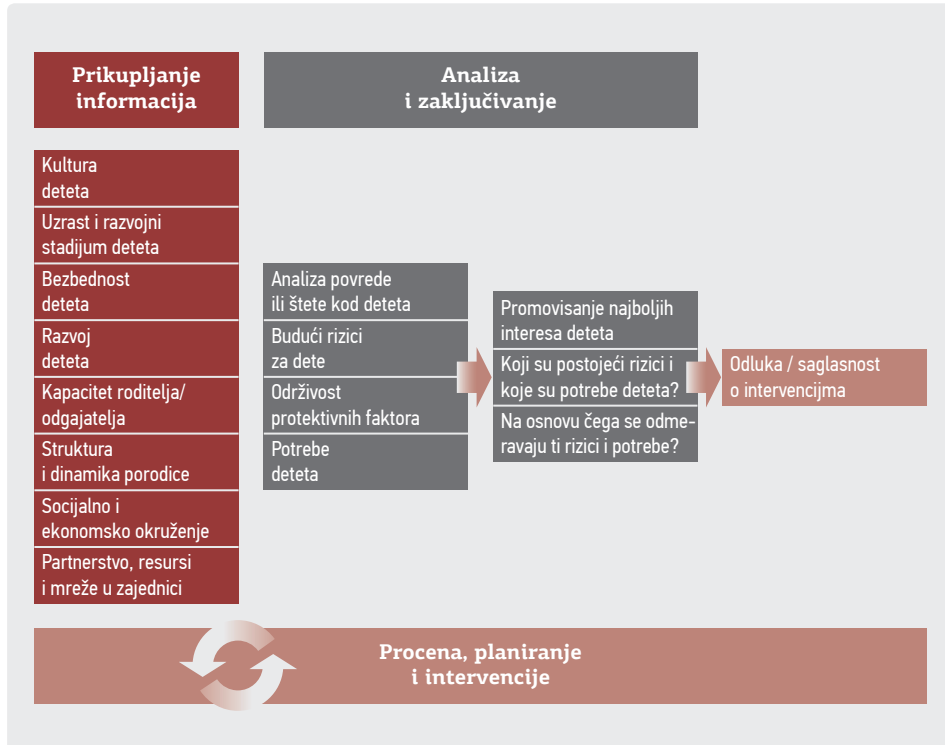 Prikupljanje
informacija
Analiza
i zaključivanje
Kultura
deteta
Uzrast i razvojni
stadijum deteta
Bezbednost
deteta
Razvoj
deteta
Kapacitet roditelja/
odgajatelja
Struktura
i dinamika porodice
Socijalno i
ekonomsko okruženje
Partnerstvo, resursi
i mreže u zajednici
Analiza povrede
ili štete kod deteta
Budući rizici
za dete
Održivost
protektivnih faktora
Potrebe
deteta
Promovisanje najboljih
interesa deteta
Koji su postojeći rizici i
koje su potrebe deteta?
Na osnovu čega se odme-
ravaju ti rizici i potrebe?
Odluka / saglasnost
o intervencijma
Procena, planiranje
i intervencije